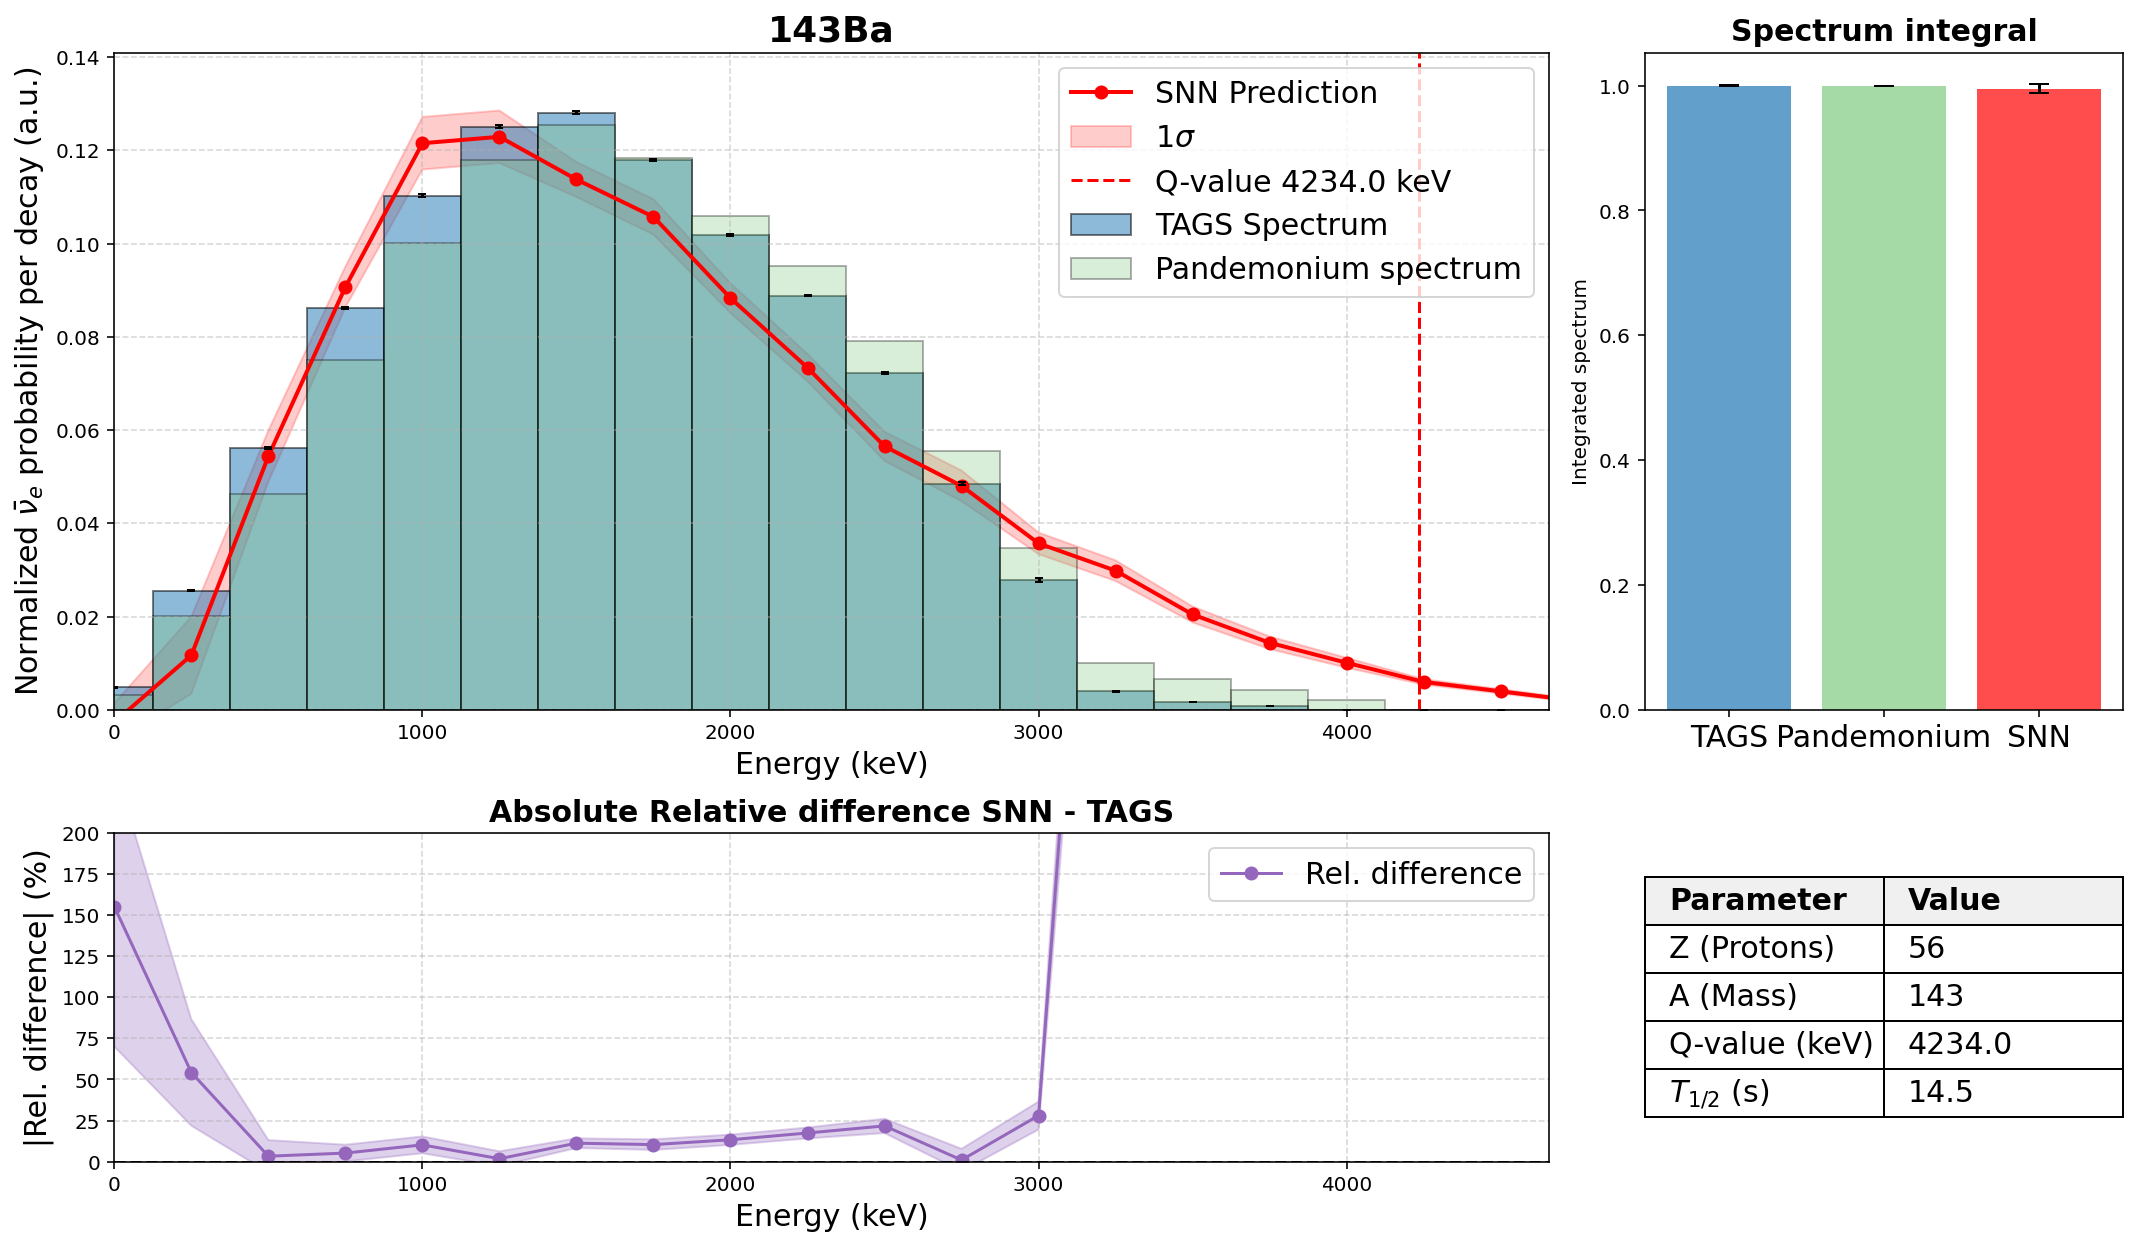 143Ba
Normalized ν̄ₑ probability per decay (a.u.)
0.14
0.12
0.10
0.08
0.06
0.04
0.02
0.00
0 1000 2000 3000 4000
Energy (keV)
SNN Prediction
1σ
Q-value 4234.0 keV
TAGS Spectrum
Pandemonium spectrum
Spectrum integral
Integrated spectrum
1.0
0.8
0.6
0.4
0.2
0.0
TAGS Pandemonium SNN
Absolute Relative difference SNN - TAGS
|Rel. difference| (%)
200
175
150
125
100
75
50
25
0
0 1000 2000 3000 4000
Energy (keV)
Rel. difference
Parameter Value
Z (Protons) 56
A (Mass) 143
Q-value (keV) 4234.0
T₁/₂ (s) 14.5